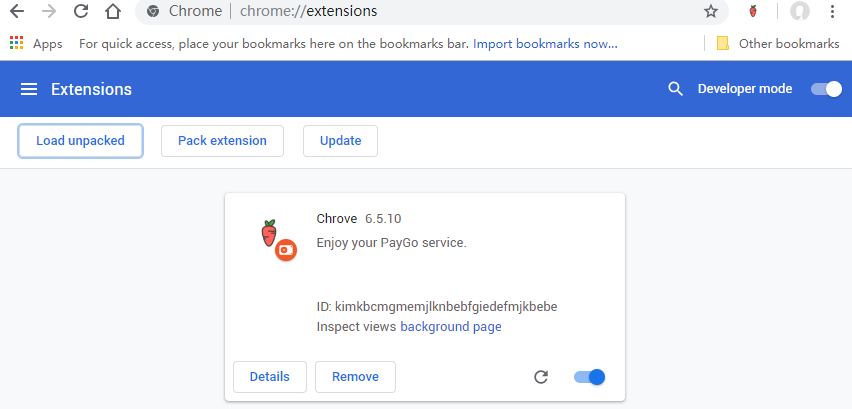 Chrome chrome://extensions
Apps For quick access, place your bookmarks here on the bookmarks bar. Import bookmarks now... Other bookmarks
Extensions Developer mode
Load unpacked Pack extension Update
Chrove 6.5.10
Enjoy your PayGo service.
ID: kimkbcmgmemjlknbebfgiedefmjkbebe
Inspect views background page
Details Remove